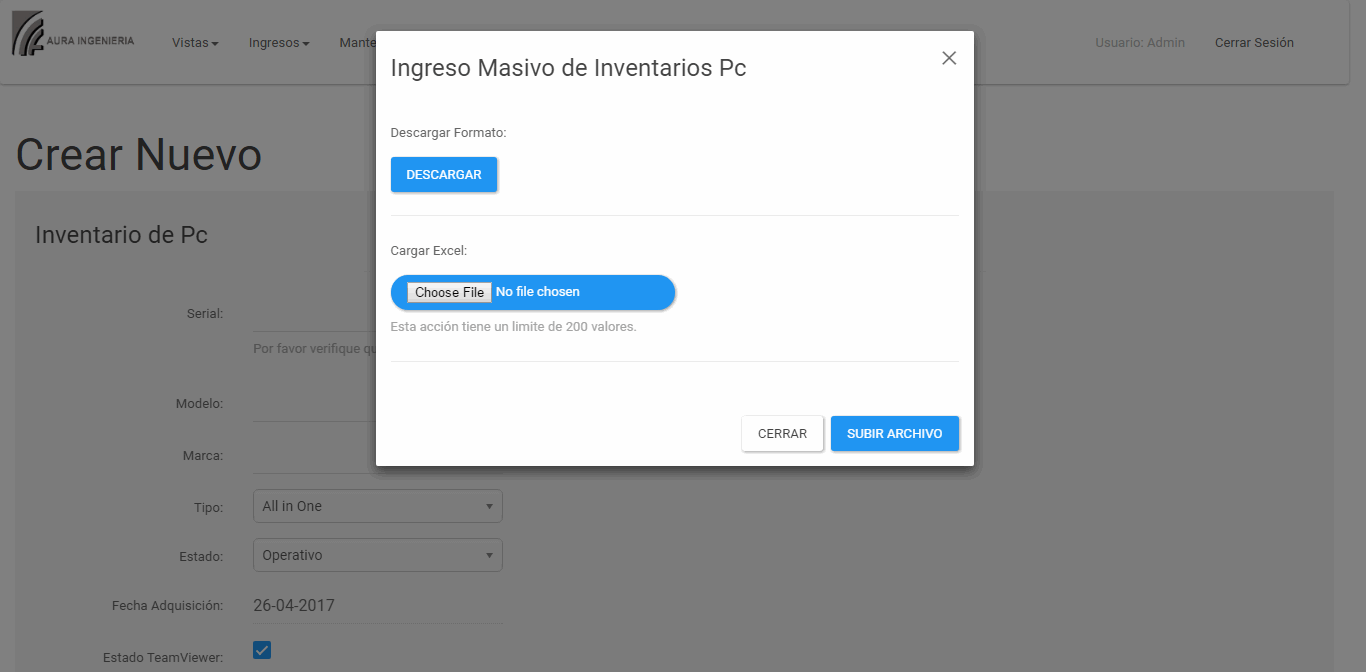 AURA INGENIERIA
Vistas
Ingresos
Mante
Usuario: Admin
Cerrar Sesión
Ingreso Masivo de Inventarios Pc
Descargar Formato:
DESCARGAR
Cargar Excel:
Choose File No file chosen
Esta acción tiene un limite de 200 valores.
CERRAR
SUBIR ARCHIVO
Crear Nuevo
Inventario de Pc
Serial:
Por favor verifique qu
Modelo:
Marca:
Tipo: All in One
Estado: Operativo
Fecha Adquisición: 26-04-2017
Estado TeamViewer: